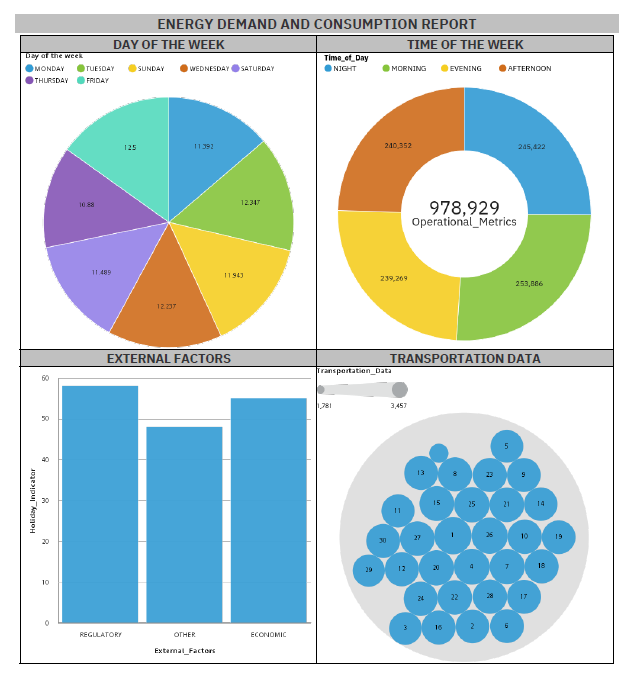 ENERGY DEMAND AND CONSUMPTION REPORT
DAY OF THE WEEK
Day of the week
MONDAY TUESDAY SUNDAY WEDNESDAY SATURDAY
THURSDAY FRIDAY
12.5 11.393
12.347
10.88
11.943
11.489
12.237
TIME OF THE WEEK
Time_of_Day
NIGHT MORNING EVENING AFTERNOON
240,352 245,422
978,929
Operational_Metrics
239,269 253,886
EXTERNAL FACTORS
Holiday_Indicator
60
50
40
30
20
10
0
REGULATORY OTHER ECONOMIC
External_Factors
TRANSPORTATION DATA
Transportation_Data
1,781 3,457
5
13 8 23 9
15 25 21 14
11
30 27 1 26 10 19
29 12 20 4 7 18
24 22 28 17
3 16 2 6